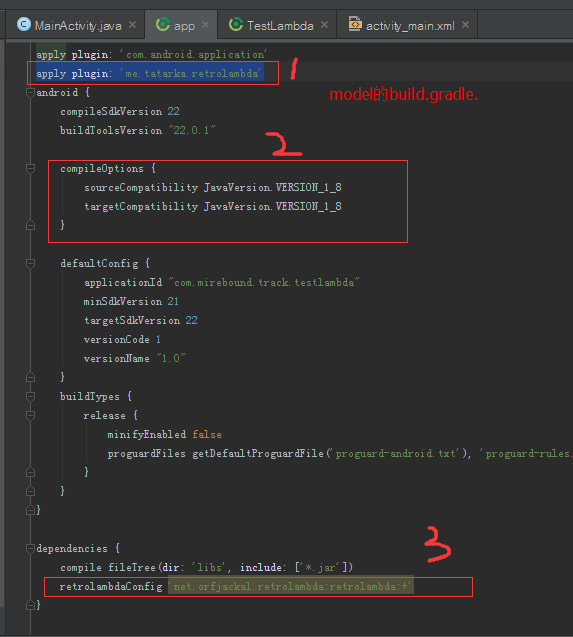 MainActivity.java × app × TestLambda × activity_main.xml ×
apply plugin: 'com.android.application'
apply plugin: 'me.tatarka.retrolambda'
1
android {
model的build.gradle.
compileSdkVersion 22
buildToolsVersion "22.0.1"
2
compileOptions {
sourceCompatibility JavaVersion.VERSION_1_8
targetCompatibility JavaVersion.VERSION_1_8
}
defaultConfig {
applicationId "com.mirebound.track.testlambda"
minSdkVersion 21
targetSdkVersion 22
versionCode 1
versionName "1.0"
}
buildTypes {
release {
minifyEnabled false
proguardFiles getDefaultProguardFile('proguard-android.txt'), 'proguard-rules.
}
}
}
3
dependencies {
compile fileTree(dir: 'libs', include: ['*.jar'])
retrolambdaConfig 'net.orfjackal.retrolambda:retrolambda:+'
}